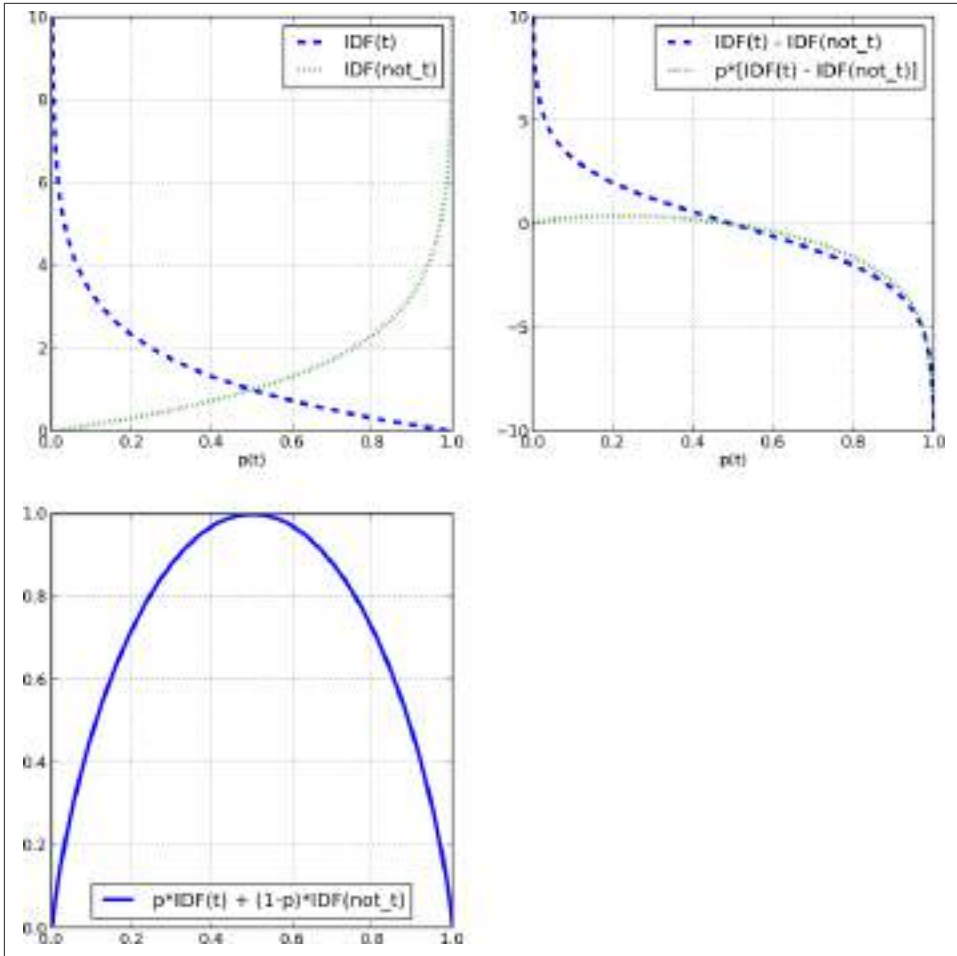 IDF(t)
IDF(not_t)
10
8
6
4
2
0
0.0 0.2 0.4 0.6 0.8 1.0
p(t)
IDF(t) - IDF(not_t)
p*[IDF(t) - IDF(not_t)]
10
5
0
−5
−10
0.0 0.2 0.4 0.6 0.8 1.0
p(t)
1.0
0.8
0.6
0.4
0.2
0.0
p*IDF(t) + (1-p)*IDF(not_t)
0.0 0.2 0.4 0.6 0.8 1.0